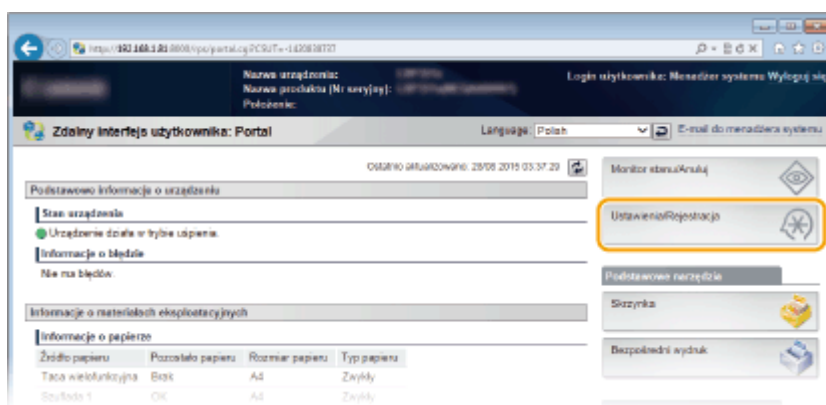 Nazwa urządzenia:
Nazwa produktu (Nr seryjny):
Położenie:
Login użytkownika: Menedżer systemu Wyloguj się
Zdalny interfejs użytkownika: Portal
Language: Polish
E-mail do menadżera systemu
Ostatnio aktualizowano: 28/08 2015 03:37:29
Podstawowe informacje o urządzeniu
Stan urządzenia
Urządzenie działa w trybie uśpienia.
Informacje o błędzie
Nie ma błędów.
Informacje o materiałach eksploatacyjnych
Informacje o papierze
Źródło papieru Pozostało papieru Rozmiar papieru Typ papieru
Taca wielofunkcyjna Brak A4 Zwykły
Szuflada 1 OK A4 Zwykły
Monitor stanu/Anuluj
Ustawienia/Rejestracja
Podstawowe narzędzia
Skrzynka
Bezpośredni wydruk